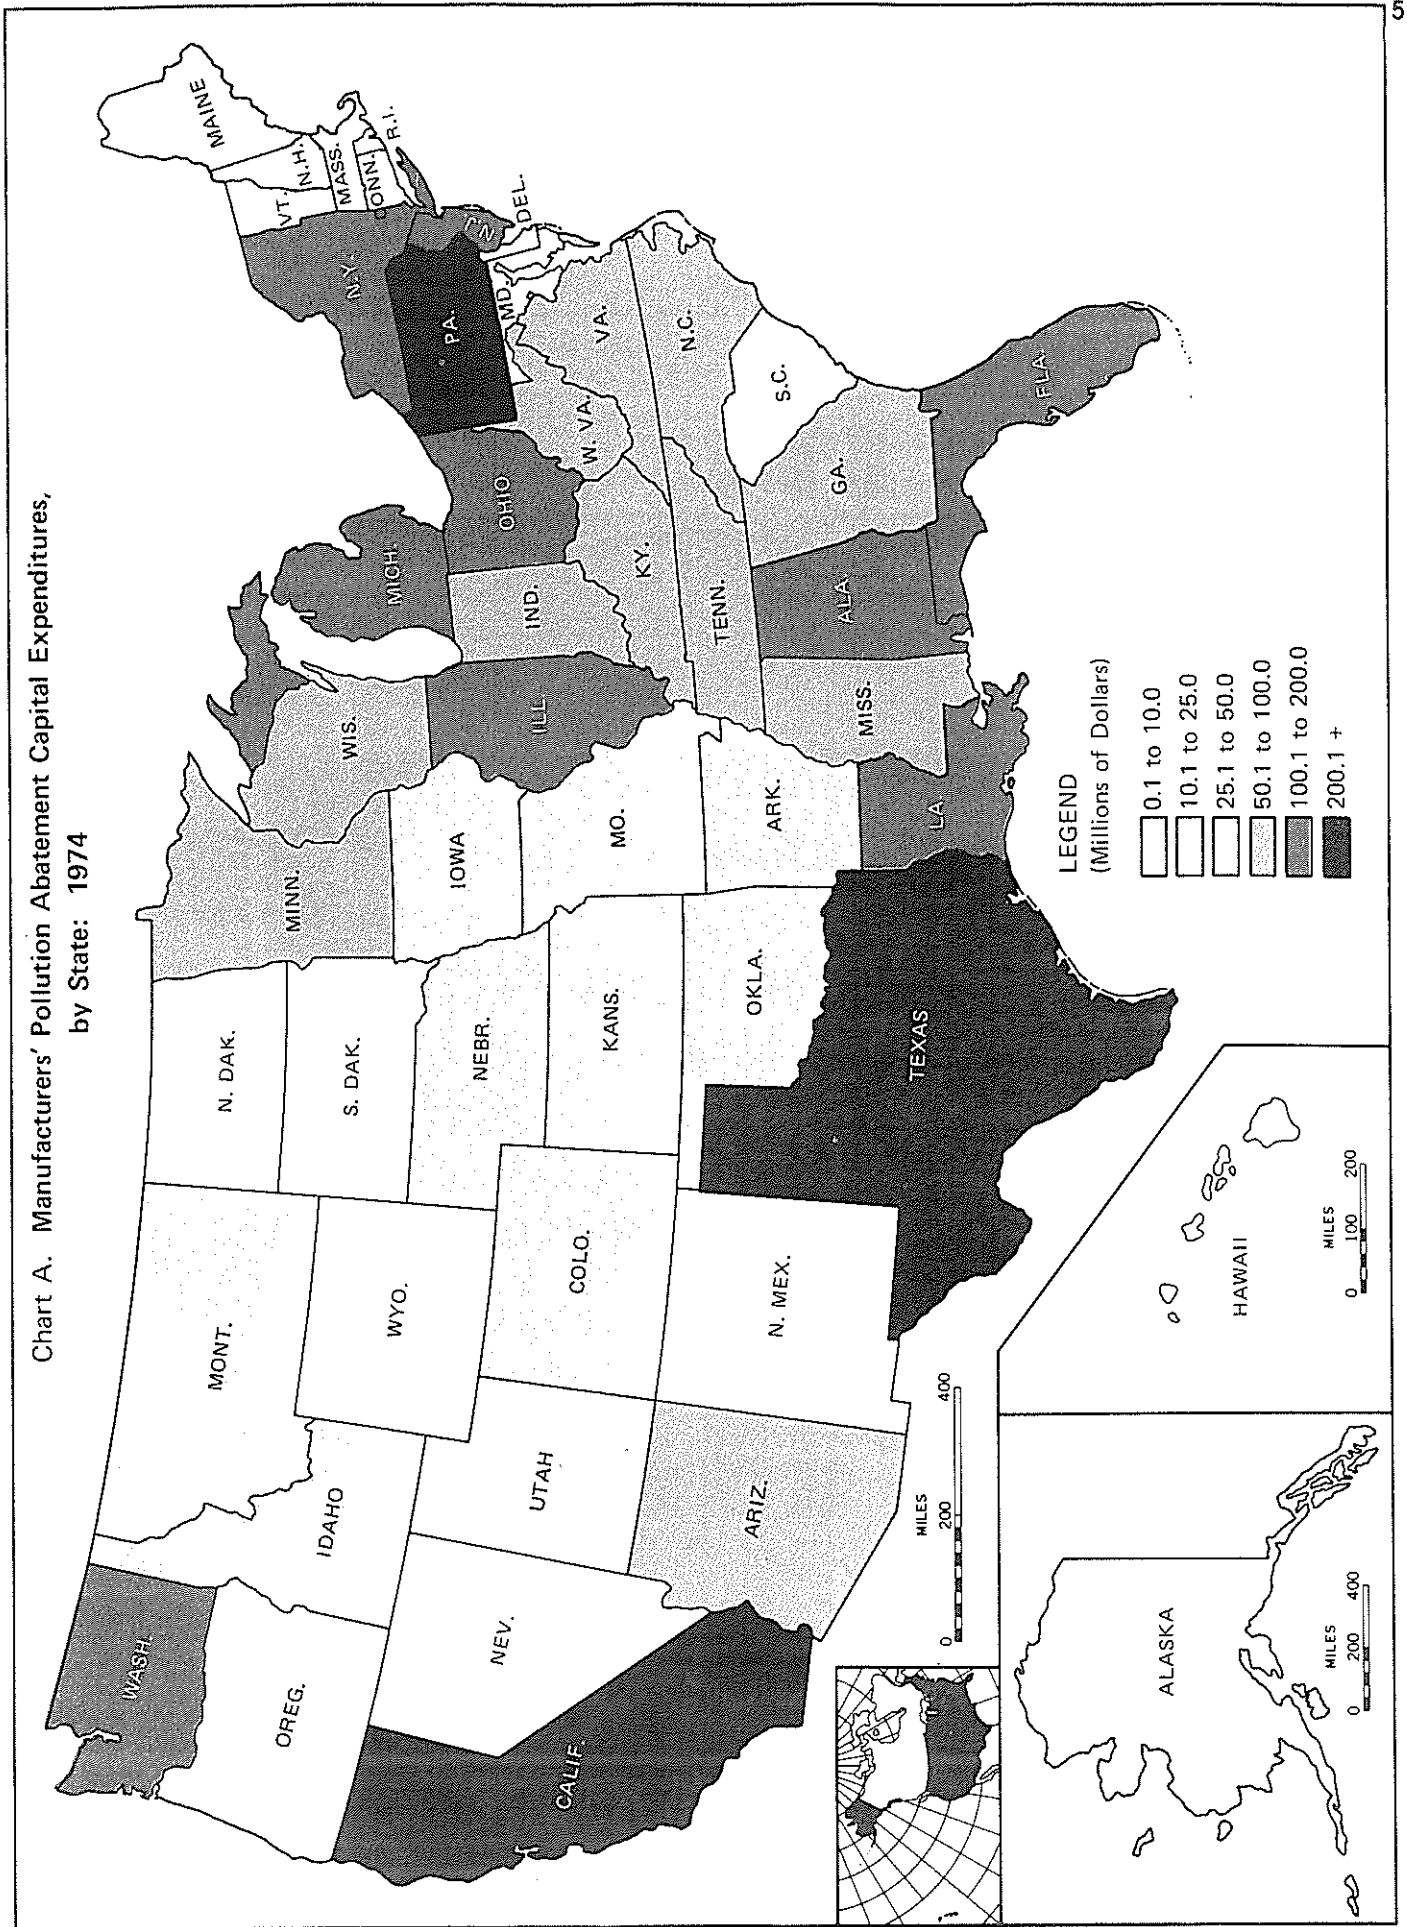 5
Chart A. Manufacturers' Pollution Abatement Capital Expenditures,
by State: 1974
WASH.
OREG.
CALIF.
NEV.
IDAHO
MONT.
WYO.
UTAH
ARIZ.
COLO.
N. MEX.
N. DAK.
S. DAK.
NEBR.
KANS.
OKLA.
TEXAS
MINN.
IOWA
MO.
ARK.
LA
WIS.
ILL
MICH.
IND.
OHIO
KY.
TENN.
MISS.
ALA
GA.
FLA.
S.C.
N.C.
VA.
W. VA.
MD.
DEL.
PA.
N.J.
N.Y.
VT.
N.H.
MAINE
MASS.
ONN.
R.I.
MILES
0 200 400
ALASKA
MILES
0 200 400
HAWAII
MILES
0 100 200
LEGEND
(Millions of Dollars)
0.1 to 10.0
10.1 to 25.0
25.1 to 50.0
50.1 to 100.0
100.1 to 200.0
200.1 +